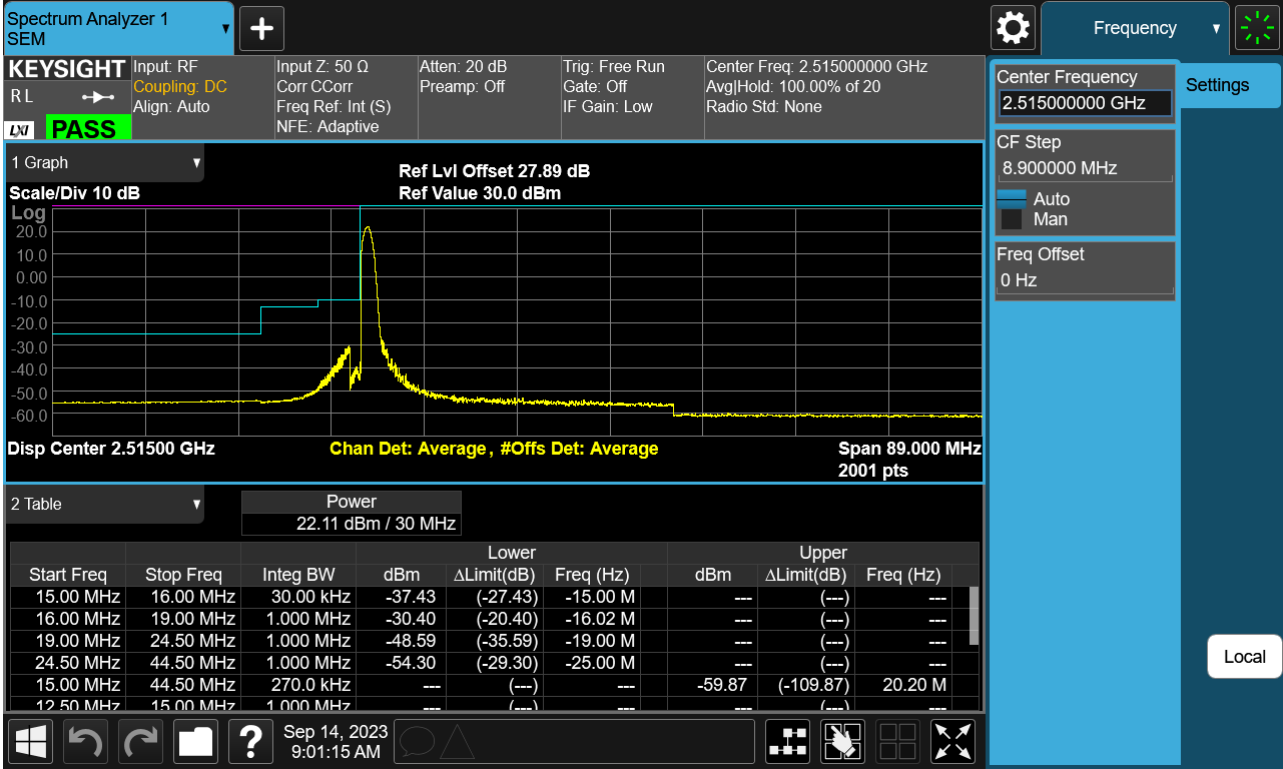 Spectrum Analyzer 1
SEM
Frequency
KEYSIGHT
R L
LXI
PASS
Input: RF
Coupling: DC
Align: Auto
Input Z: 50 Ω
Corr CCorr
Freq Ref: Int (S)
NFE: Adaptive
Atten: 20 dB
Preamp: Off
Trig: Free Run
Gate: Off
IF Gain: Low
Center Freq: 2.515000000 GHz
Avg|Hold: 100.00% of 20
Radio Std: None
Center Frequency
2.515000000 GHz
Settings
CF Step
8.900000 MHz
Auto
Man
Freq Offset
0 Hz
Local
1 Graph
Scale/Div 10 dB
Ref Lvl Offset 27.89 dB
Ref Value 30.0 dBm
Log
20.0
10.0
0.00
-10.0
-20.0
-30.0
-40.0
-50.0
-60.0
Disp Center 2.51500 GHz
Chan Det: Average , #Offs Det: Average
Span 89.000 MHz
2001 pts
2 Table
Power
22.11 dBm / 30 MHz
Lower Upper
Start Freq Stop Freq Integ BW dBm ΔLimit(dB) Freq (Hz) dBm ΔLimit(dB) Freq (Hz)
15.00 MHz 16.00 MHz 30.00 kHz -37.43 (-27.43) -15.00 M --- (---) ---
16.00 MHz 19.00 MHz 1.000 MHz -30.40 (-20.40) -16.02 M --- (---) ---
19.00 MHz 24.50 MHz 1.000 MHz -48.59 (-35.59) -19.00 M --- (---) ---
24.50 MHz 44.50 MHz 1.000 MHz -54.30 (-29.30) -25.00 M --- (---) ---
15.00 MHz 44.50 MHz 270.0 kHz --- (---) --- -59.87 (-109.87) 20.20 M
12.50 MHz 15.00 MHz 1.000 MHz --- (---) --- --- (---) ---
?
Sep 14, 2023
9:01:15 AM